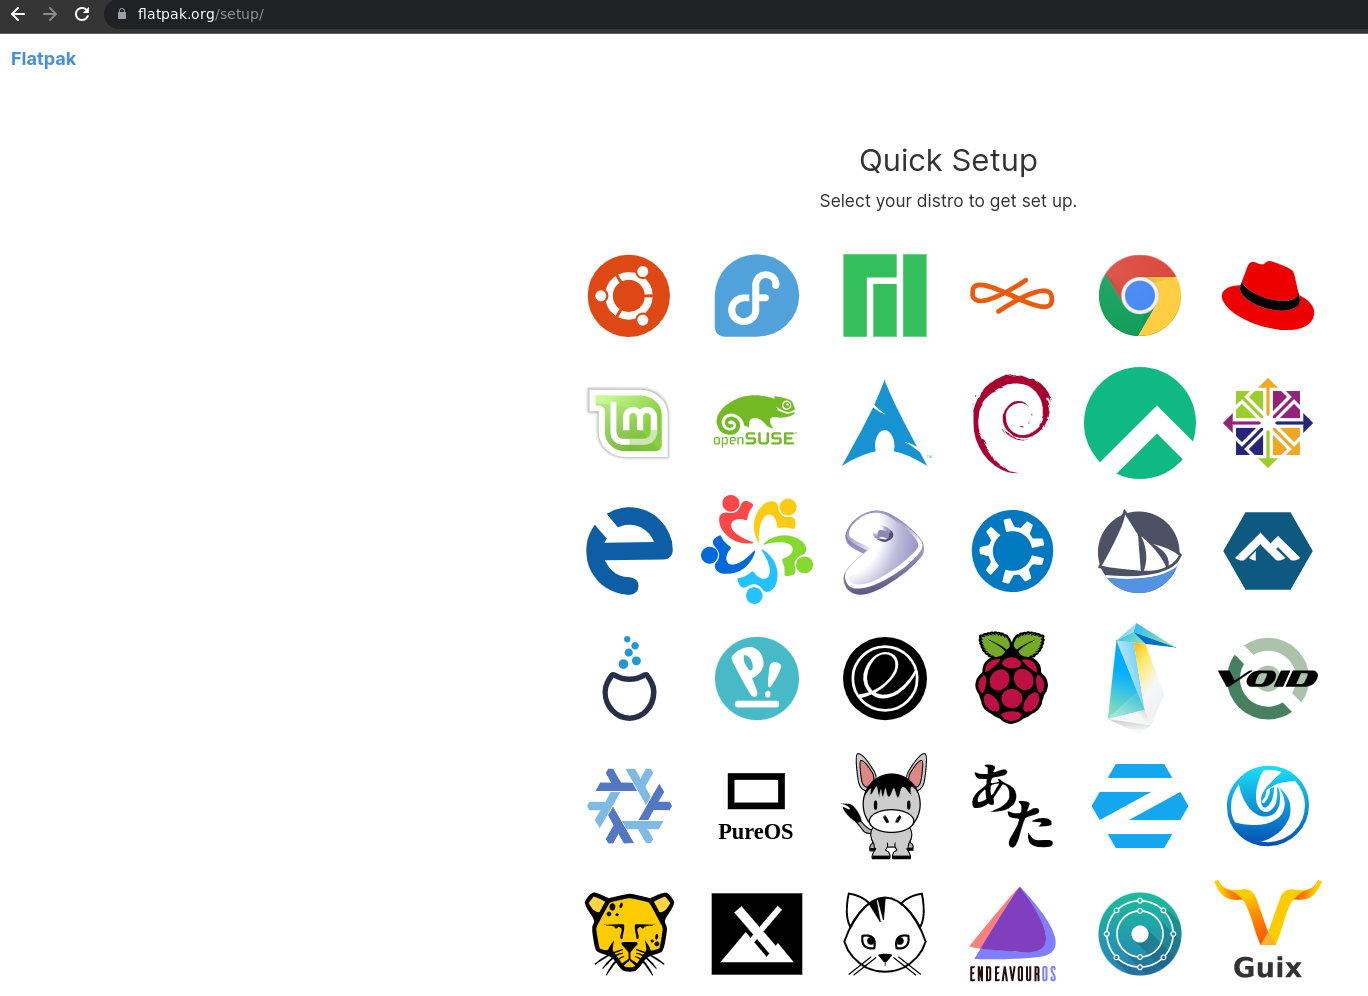 flatpak.org/setup/
Flatpak
Quick Setup
Select your distro to get set up.
openSUSE
TM
P!
VOID
PureOS
あた
ENDEAVOUROS
Guix